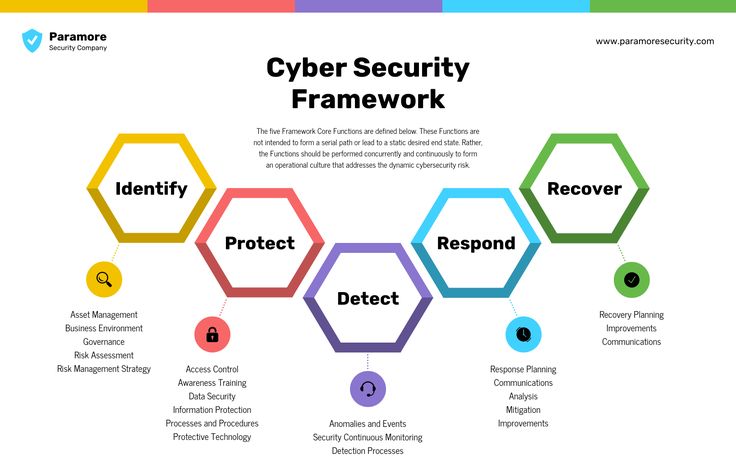 Paramore
Security Company
www.paramoresecurity.com
Cyber Security
Framework
The five Framework Core Functions are defined below. These Functions are
not intended to form a serial path or lead to a static desired end state. Rather,
the Functions should be performed concurrently and continuously to form
an operational culture that addresses the dynamic cybersecurity risk.
Identify
Asset Management
Business Environment
Governance
Risk Assessment
Risk Management Strategy
Protect
Access Control
Awareness Training
Data Security
Information Protection
Processes and Procedures
Protective Technology
Detect
Anomalies and Events
Security Continuous Monitoring
Detection Processes
Respond
Response Planning
Communications
Analysis
Mitigation
Improvements
Recover
Recovery Planning
Improvements
Communications